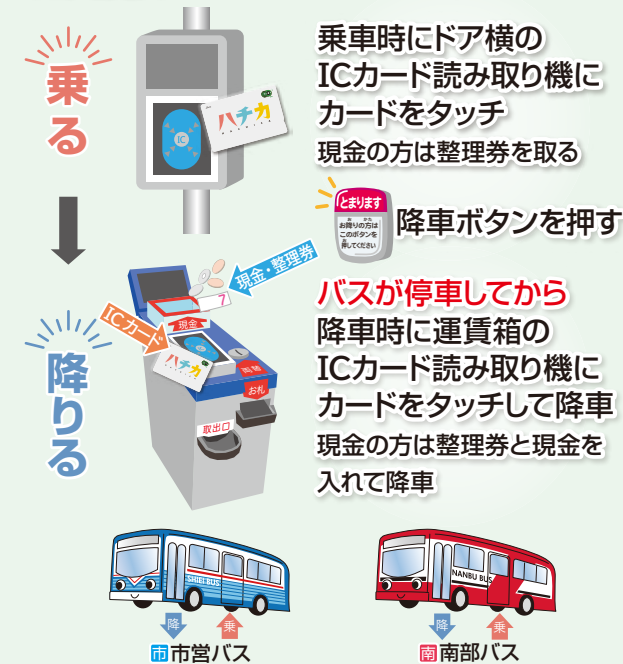 乗る
IC
ハチカ
乗車時にドア横の
ICカード読み取り機に
カードをタッチ
現金の方は整理券を取る
とまります
お降りの方は
このボタンを
押してください
降車ボタンを押す
現金・整理券
7
現金
ICカード
ハチカ
両替
お札
取出口
降りる
バスが停車してから
降車時に運賃箱の
ICカード読み取り機に
カードをタッチして降車
現金の方は整理券と現金を
入れて降車
SHIEI BUS
NANBU BUS
降 乗
降 乗
市 市営バス
南 南部バス